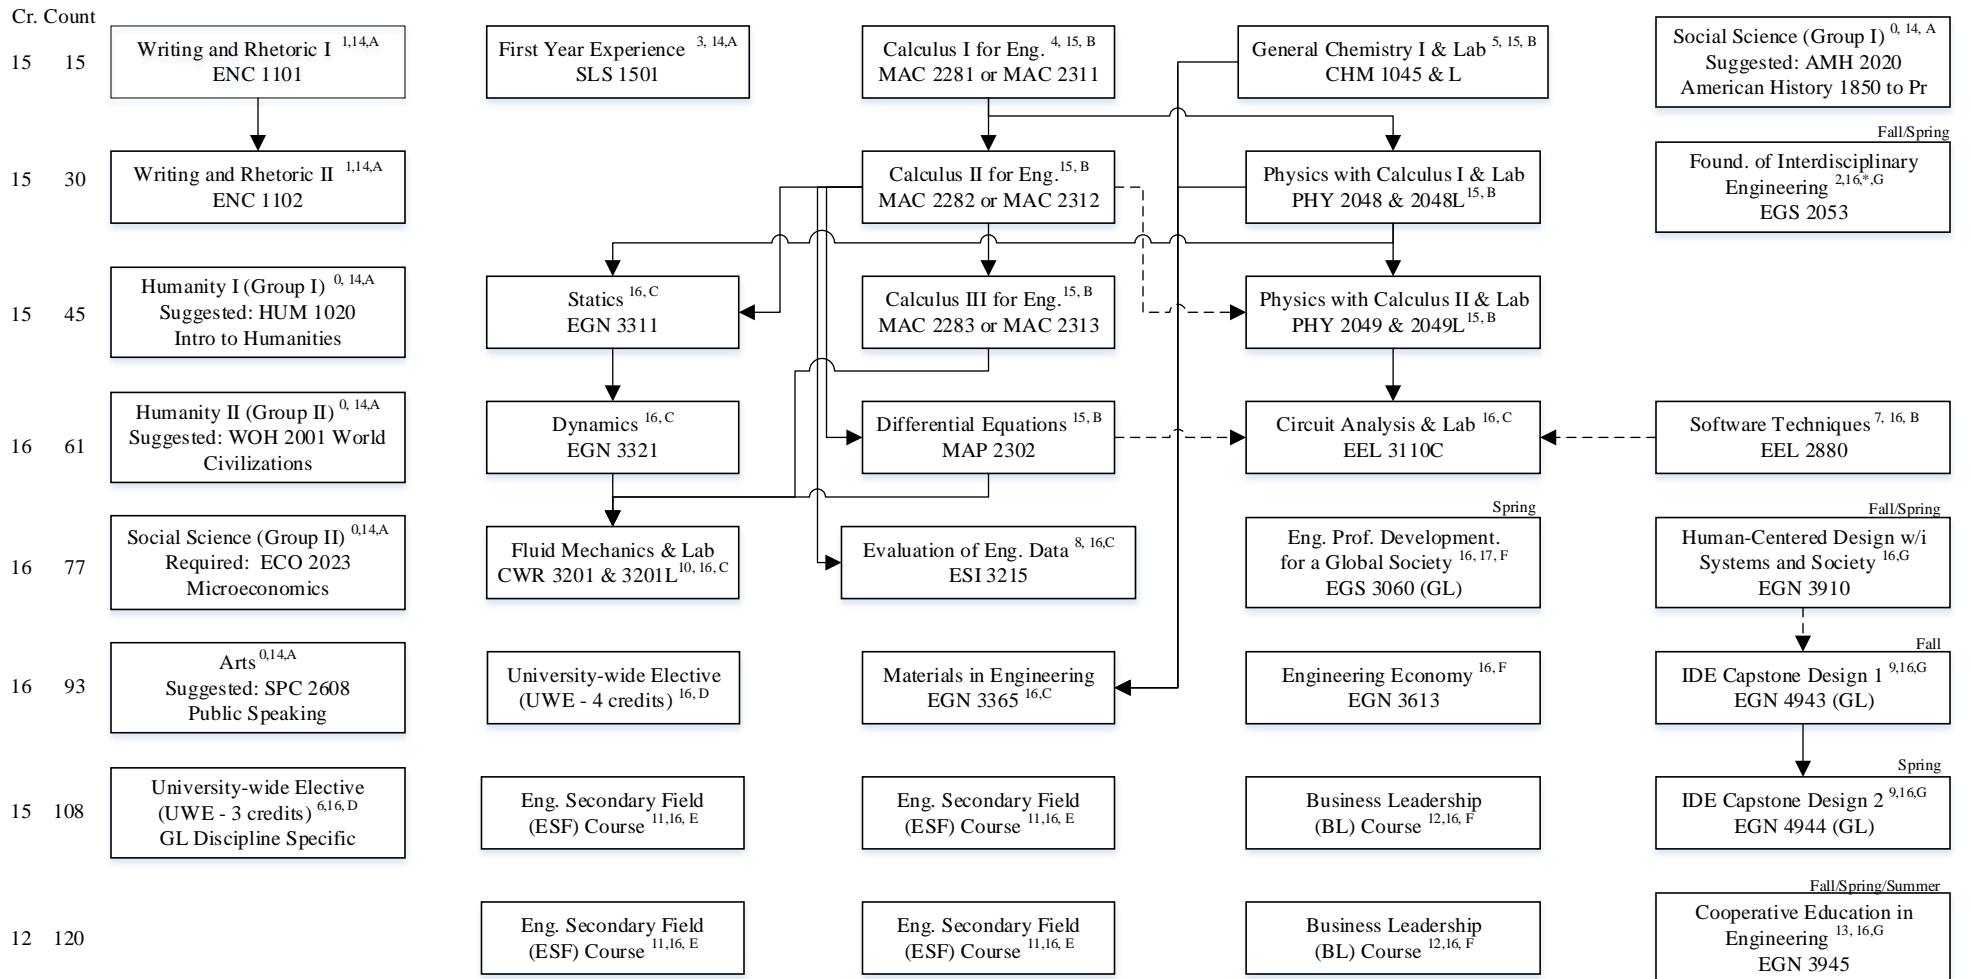 Cr. Count
15 15
Writing and Rhetoric I 1,14,A
ENC 1101
First Year Experience 3, 14,A
SLS 1501
Calculus I for Eng. 4, 15, B
MAC 2281 or MAC 2311
General Chemistry I & Lab 5, 15, B
CHM 1045 & L
Social Science (Group I) 0, 14, A
Suggested: AMH 2020
American History 1850 to Pr
15 30
Writing and Rhetoric II 1,14,A
ENC 1102
Calculus II for Eng. 15, B
MAC 2282 or MAC 2312
Physics with Calculus I & Lab
PHY 2048 & 2048L 15, B
Fall/Spring
Found. of Interdisciplinary
Engineering 2,16,*,G
EGS 2053
15 45
Humanity I (Group I) 0, 14,A
Suggested: HUM 1020
Intro to Humanities
Statics 16, C
EGN 3311
Calculus III for Eng. 15, B
MAC 2283 or MAC 2313
Physics with Calculus II & Lab
PHY 2049 & 2049L 15, B
16 61
Humanity II (Group II) 0, 14,A
Suggested: WOH 2001 World
Civilizations
Dynamics 16, C
EGN 3321
Differential Equations 15, B
MAP 2302
Circuit Analysis & Lab 16, C
EEL 3110C
Software Techniques 7, 16, B
EEL 2880
16 77
Social Science (Group II) 0,14,A
Required: ECO 2023
Microeconomics
Fluid Mechanics & Lab
CWR 3201 & 3201L 10, 16, C
Evaluation of Eng. Data 8, 16,C
ESI 3215
Spring
Eng. Prof. Development.
for a Global Society 16, 17, F
EGS 3060 (GL)
Fall/Spring
Human-Centered Design w/i
Systems and Society 16,G
EGN 3910
16 93
Arts 0,14,A
Suggested: SPC 2608
Public Speaking
University-wide Elective
(UWE - 4 credits) 16, D
Materials in Engineering
EGN 3365 16,C
Engineering Economy 16, F
EGN 3613
Fall
IDE Capstone Design 1 9,16,G
EGN 4943 (GL)
15 108
University-wide Elective
(UWE - 3 credits) 6,16, D
GL Discipline Specific
Eng. Secondary Field
(ESF) Course 11,16, E
Eng. Secondary Field
(ESF) Course 11,16, E
Business Leadership
(BL) Course 12,16, F
Spring
IDE Capstone Design 2 9,16,G
EGN 4944 (GL)
12 120
Eng. Secondary Field
(ESF) Course 11,16, E
Eng. Secondary Field
(ESF) Course 11,16, E
Business Leadership
(BL) Course 12,16, F
Fall/Spring/Summer
Cooperative Education in
Engineering 13, 16,G
EGN 3945